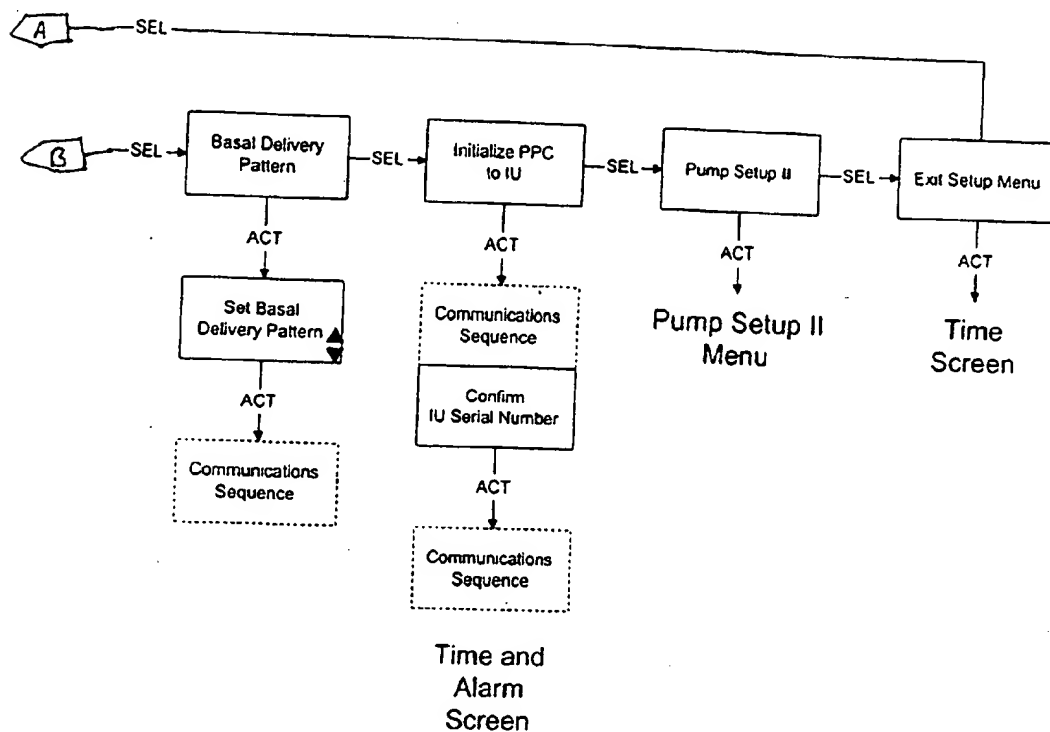 A
SEL
B
SEL
Basal Delivery
Pattern
SEL
Initialize PPC
to IU
SEL
Pump Setup II
SEL
Exit Setup Menu
ACT
ACT
ACT
ACT
Set Basal
Delivery Pattern
Communications
Sequence
Pump Setup II
Menu
Time
Screen
Confirm
IU Serial Number
ACT
ACT
Communications
Sequence
Communications
Sequence
Time and
Alarm
Screen